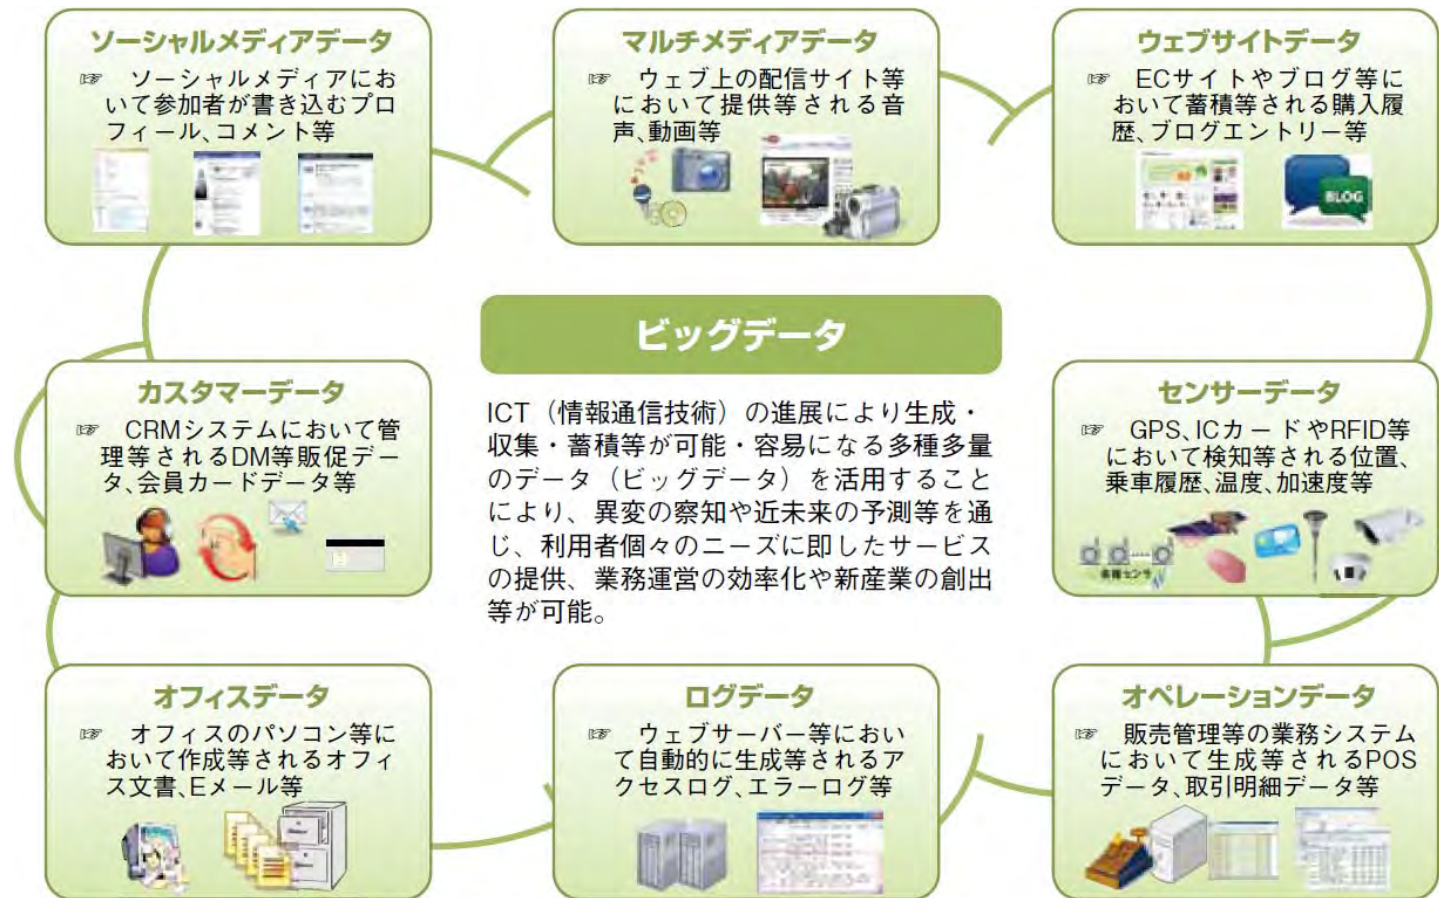 ソーシャルメディアデータ
☞ ソーシャルメディアにお
いて参加者が書き込むプロ
フィール、コメント等
マルチメディアデータ
☞ ウェブ上の配信サイト等
において提供等される音
声、動画等
ウェブサイトデータ
☞ ECサイトやブログ等に
おいて蓄積等される購入履
歴、ブログエントリー等
BLOG
ビッグデータ
ICT（情報通信技術）の進展により生成・
収集・蓄積等が可能・容易になる多種多量
のデータ（ビッグデータ）を活用すること
により、異変の察知や近未来の予測等を通
じ、利用者個々のニーズに即したサービス
の提供、業務運営の効率化や新産業の創出
等が可能。
カスタマーデータ
☞ CRMシステムにおいて管
理等されるDM等販促デー
タ、会員カードデータ等
センサーデータ
☞ GPS、ICカードやRFID等
において検知等される位置、
乗車履歴、温度、加速度等
各種センサ
オフィスデータ
☞ オフィスのパソコン等に
おいて作成等されるオフィ
ス文書、Eメール等
ログデータ
☞ ウェブサーバー等におい
て自動的に生成等されるア
クセスログ、エラーログ等
オペレーションデータ
☞ 販売管理等の業務システム
において生成等されるPOS
データ、取引明細データ等